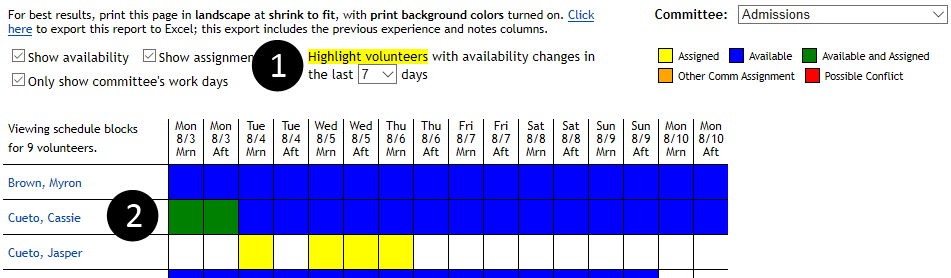 For best results, print this page in landscape at shrink to fit, with print background colors turned on. Click
here to export this report to Excel; this export includes the previous experience and notes columns.
Committee: Admissions
Show availability Show assignmen
1
Highlight volunteers with availability changes in
the last 7 days
Only show committee's work days
Assigned Available Available and Assigned
Other Comm Assignment Possible Conflict
Viewing schedule blocks
for 9 volunteers.
Mon Mon Tue Tue Wed Wed Thu Thu Fri Fri Sat Sat Sun Sun Mon Mon
8/3 8/3 8/4 8/4 8/5 8/5 8/6 8/6 8/7 8/7 8/8 8/8 8/9 8/9 8/10 8/10
Mrn Aft Mrn Aft Mrn Aft Mrn Aft Mrn Aft Mrn Aft Mrn Aft Mrn Aft
Brown, Myron
Cueto, Cassie
2
Cueto, Jasper